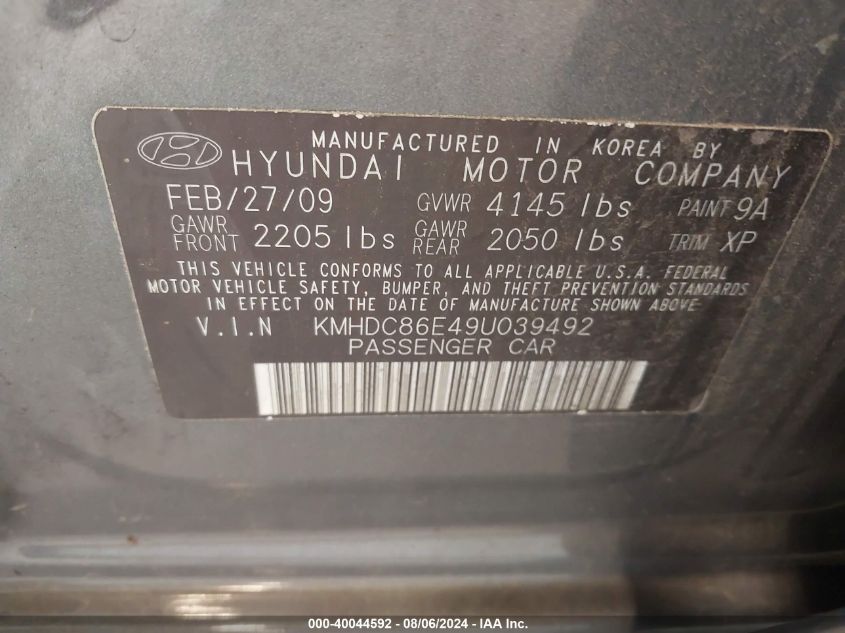 MANUFACTURED IN KOREA BY
HYUNDAI MOTOR COMPANY
FEB/27/09 GVWR 4145 lbs PAINT 9A
GAWR FRONT 2205 lbs GAWR REAR 2050 lbs TRIM XP
THIS VEHICLE CONFORMS TO ALL APPLICABLE U.S.A. FEDERAL
MOTOR VEHICLE SAFETY, BUMPER, AND THEFT PREVENTION STANDARDS
IN EFFECT ON THE DATE OF MANUFACTURE SHOWN ABOVE
V.I.N KMHDC86E49U039492
PASSENGER CAR
000-40044592 - 08/06/2024 - IAA Inc.